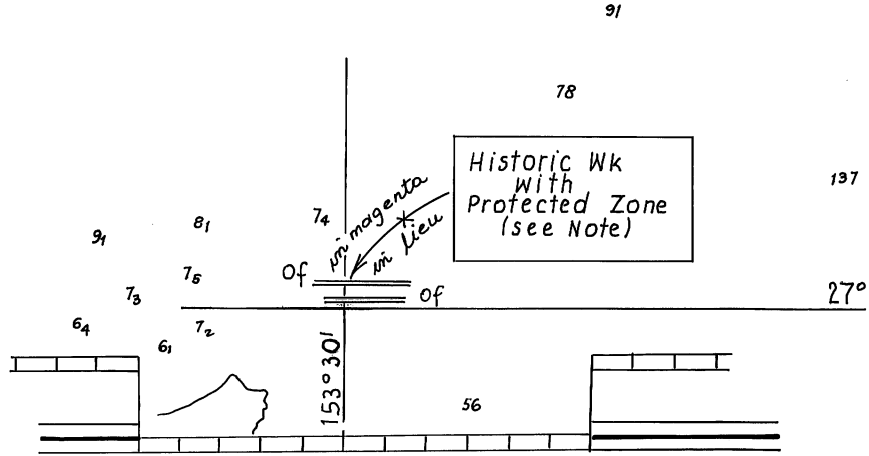 91
78
Historic Wk
with
Protected Zone
(see Note)
137
in magenta
in lieu
7₄
8₁
9₁
Of
7₅
7₃
Of
27°
6₄
7₂
6₁
153° 30'
56